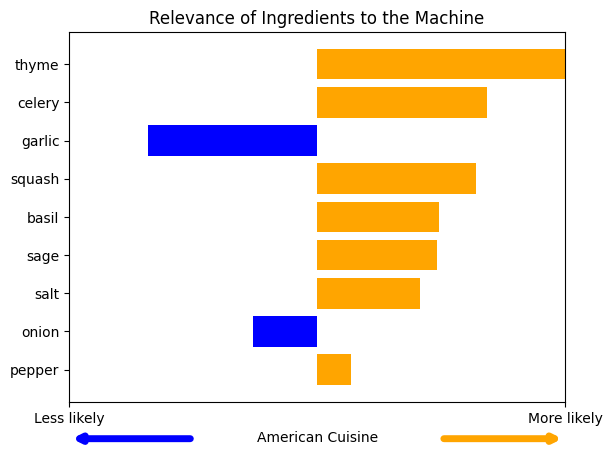 Relevance of Ingredients to the Machine
thyme
celery
garlic
squash
basil
sage
salt
onion
pepper
Less likely
More likely
American Cuisine